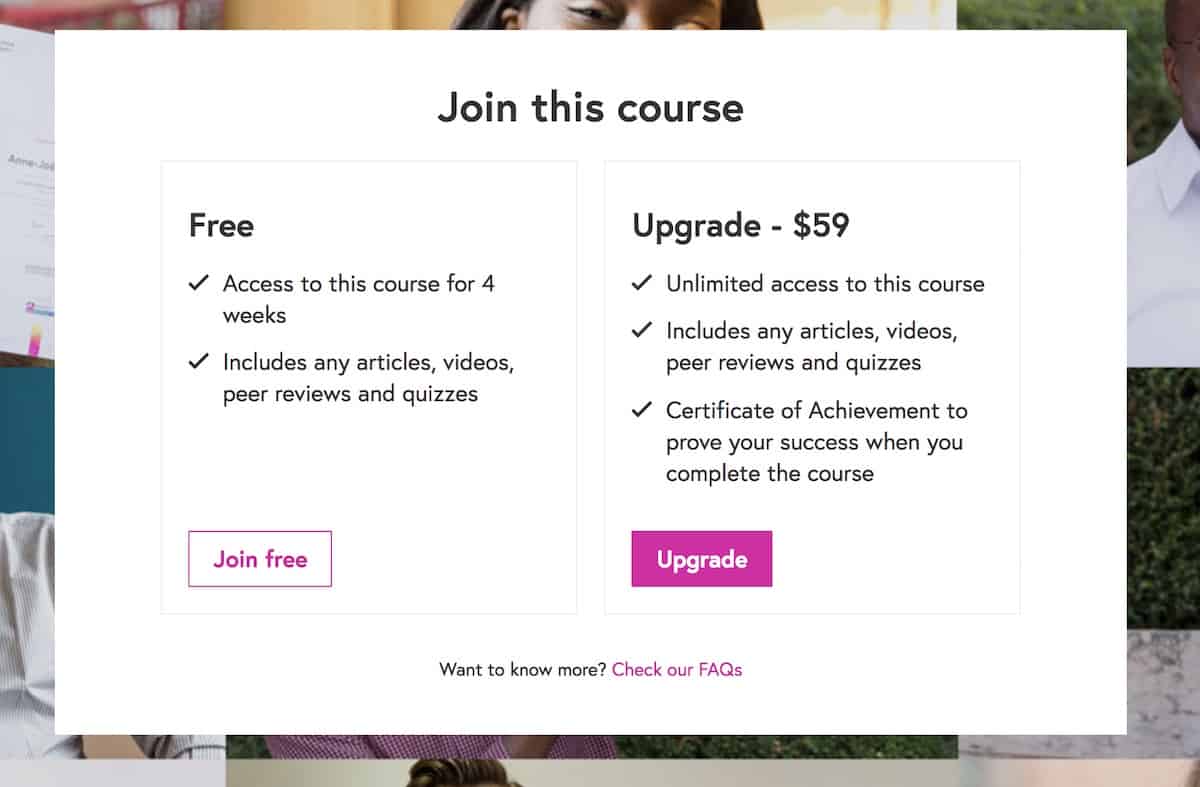 Join this course
Free
Access to this course for 4
weeks
Includes any articles, videos,
peer reviews and quizzes
Join free
Upgrade - $59
Unlimited access to this course
Includes any articles, videos,
peer reviews and quizzes
Certificate of Achievement to
prove your success when you
complete the course
Upgrade
Want to know more? Check our FAQs